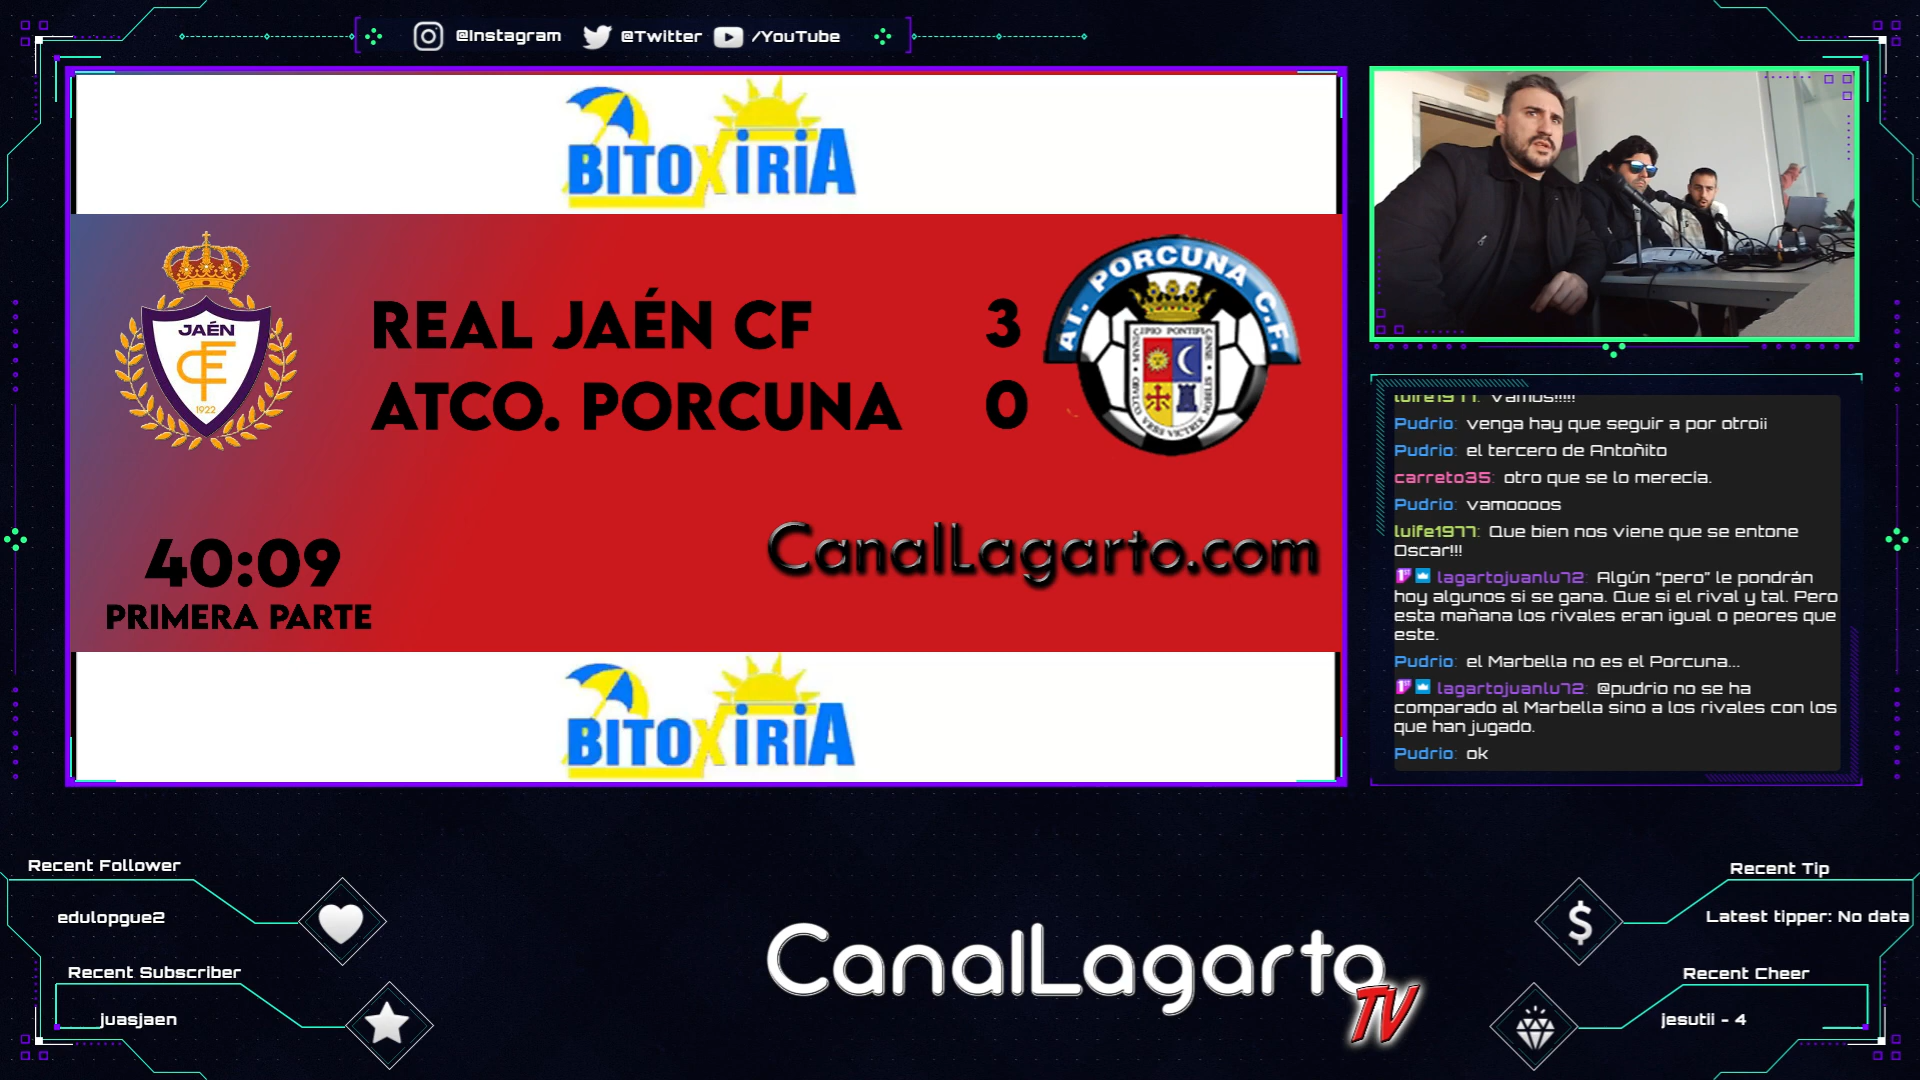 @Instagram @Twitter /YouTube
BITOXIRIA
JAÉN
CF
1922
REAL JAÉN CF 3
ATCO. PORCUNA 0
AT. PORCUNA C.F.
40:09
PRIMERA PARTE
CanalLagarto.com
BITOXIRIA
luife1977: Vamos!!!!!
Pudrio: venga hay que seguir a por otroii
Pudrio: el tercero de Antoñito
carreto35: otro que se lo merecía.
Pudrio: vamoooos
luife1977: Que bien nos viene que se entone
Oscar!!!
lagartojuanlu72: Algún "pero" le pondrán
hoy algunos si se gana. Que si el rival y tal. Pero
esta mañana los rivales eran igual o peores que
este.
Pudrio: el Marbella no es el Porcuna...
lagartojuanlu72: @pudrio no se ha
comparado al Marbella sino a los rivales con los
que han jugado.
Pudrio: ok
Recent Follower
edulopgue2
Recent Subscriber
juasjaen
CanalLagarto
TV
Recent Tip
$
Latest tipper: No data
Recent Cheer
jesutii - 4